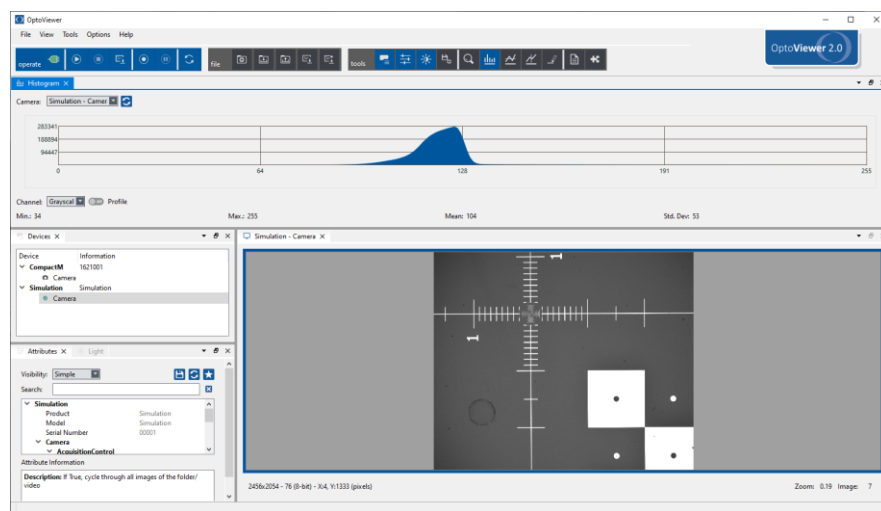 OptoViewer
File View Tools Options Help
operate
file
tools
OptoViewer 2.0
Histogram
Camera: Simulation - Camer
283341
188894
94447
0 64 128 191 255
Channel: Grayscal Profile
Min.: 34 Max.: 255 Mean: 104 Std. Dev: 53
Devices
Device Information
CompactM 1621001
Camera
Simulation Simulation
Camera
Attributes Light
Visibility: Simple
Search:
Simulation
Product Simulation
Model Simulation
Serial Number 00001
Camera
AcquisitionControl
Attribute Information
Description: If True, cycle through all images of the folder/
video
Simulation - Camera
1
1
2456x2054 - 76 (8-bit) - X:4, Y:1333 (pixels) Zoom: 0.19 Image: 7